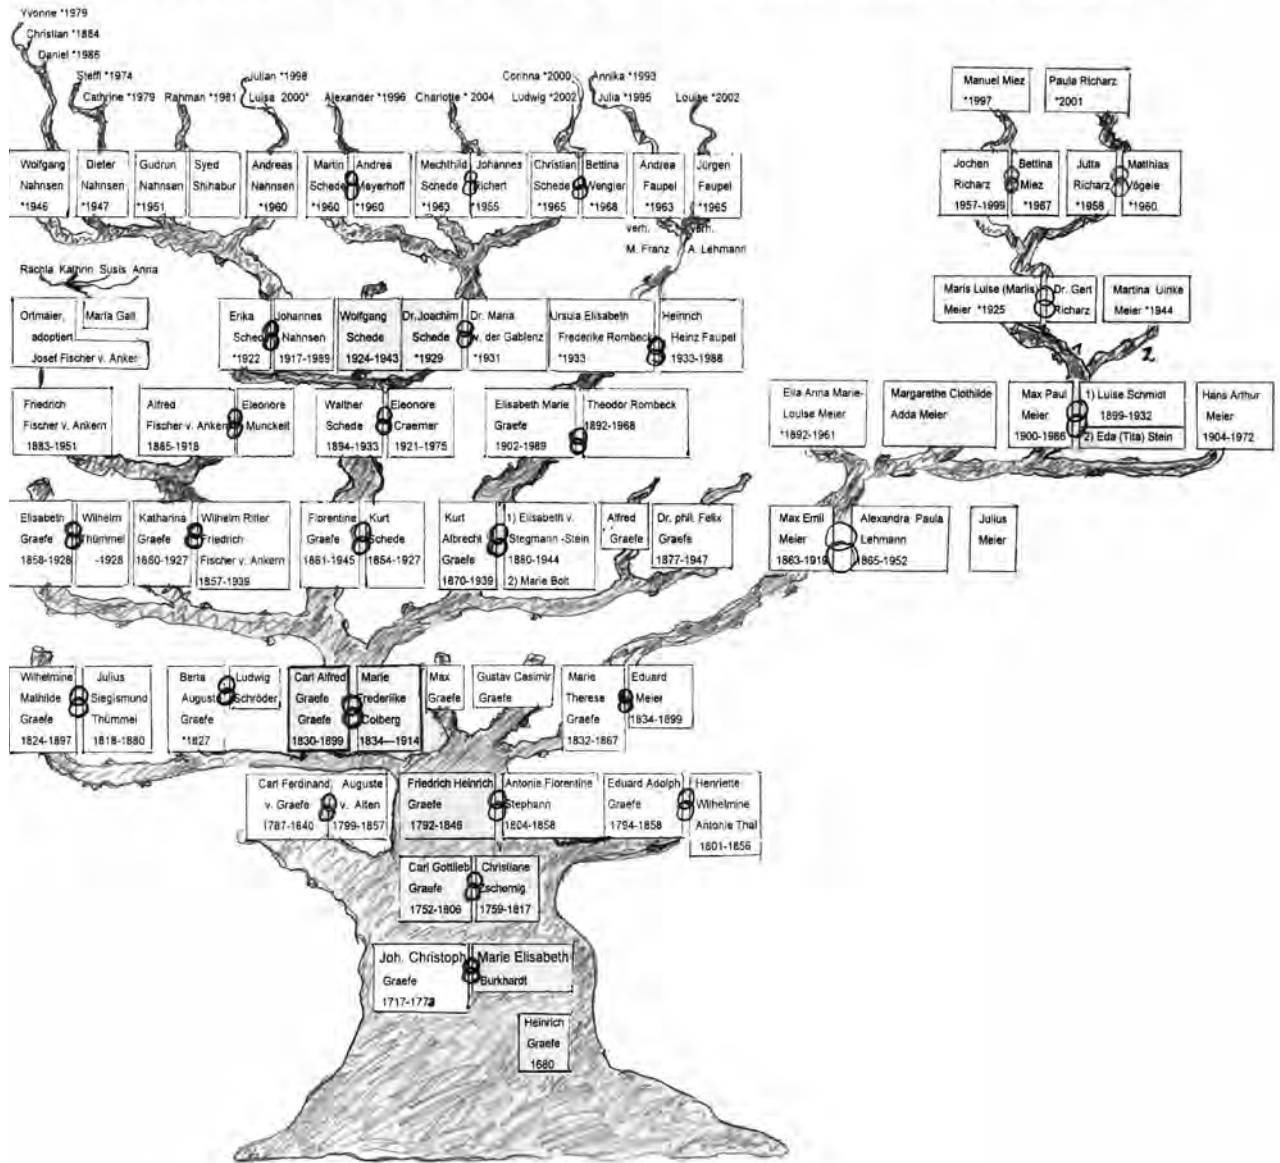 Yvonne *1979
Christian *1884
Daniel *1986
Steffi *1974
Cathrine *1979
Rahman *1981
Julian *1998
Luisa 2000*
Alexander *1996
Charlotte * 2004
Corinna *2000
Ludwig *2002
Annika *1993
Julia *1995
Louise *2002
Manuel Miez
*1997
Paula Richarz
*2001
Wolfgang
Nahnsen
*1946
Dieter
Nahnsen
*1947
Gudrun
Nahnsen
*1951
Syed
Shihabur
Andreas
Nahnsen
*1960
Martin
Schede
*1960
Andrea
Meyerhoff
*1960
Mechthild
Schede
*1963
Johannes
Richert
*1955
Christian
Schede
*1965
Bettina
Wengler
*1968
Andrea
Faupel
*1963
verh.
M. Franz
Jürgen
Faupel
*1965
verh.
A. Lehmann
Jochen
Richarz
1957-1999
Bettina
Miez
*1967
Jutta
Richarz
*1958
Matthias
Vögele
*1960
Rachla Kathrin Susis Anna
Ortmaier,
adoptiert
Josef Fischer v. Anker
Maria Gall
Erika
Schede
*1922
Johannes
Nahnsen
1917-1989
Wolfgang
Schede
1924-1943
Dr. Joachim
Schede
*1929
Dr. Maria
v. der Gablenz
*1931
Ursula Elisabeth
Frederike Rombeck
*1933
Heinrich
Heinz Faupel
1933-1988
Maris Luise (Marlis)
Meier *1925
Dr. Gert
Richarz
Martina Ulrike
Meier *1944
1
2
Friedrich
Fischer v. Ankern
1883-1951
Alfred
Fischer v. Ankern
1885-1918
Eleonore
Munckelt
Walther
Schede
1894-1933
Eleonore
Craemer
1921-1975
Elisabeth Marie
Graefe
1902-1989
Theodor Rombeck
1892-1968
Ella Anna Marie-
Louise Meier
*1892-1961
Margarethe Clothilde
Adda Meier
Max Paul
Meier
1900-1986
1) Luise Schmidt
1899-1932
2) Eda (Tita) Stein
Hans Arthur
Meier
1904-1972
Elisabeth
Graefe
1858-1928
Wilhelm
Thümmel
-1928
Katharina
Graefe
1860-1927
Wilhelm Ritter
Friedrich
Fischer v. Ankern
1857-1939
Florentine
Graefe
1861-1945
Kurt
Schede
1854-1927
Kurt
Albrecht
Graefe
1870-1939
1) Elisabeth v.
Stegmann -Stein
1880-1944
2) Marie Bolt
Alfred
Graefe
Dr. phil. Felix
Graefe
1877-1947
Max Emil
Meier
1863-1919
Alexandra Paula
Lehmann
1865-1952
Julius
Meier
Wilhelmine
Mathilde
Graefe
1824-1897
Julius
Siegismund
Thümmel
1818-1880
Berta
Auguste
Graefe
*1827
Ludwig
Schröder
Carl Alfred
Graefe
Graefe
1830-1899
Marie
Frederiike
Colberg
1834—1914
Max
Graefe
Gustav Casimir
Graefe
Marie
Therese
Graefe
1832-1867
Eduard
Meier
1834-1899
Carl Ferdinand
v. Graefe
1787-1840
Auguste
v. Alten
1799-1857
Friedrich Heinrich
Graefe
1792-1846
Antonie Florentine
Stephann
1804-1858
Eduard Adolph
Graefe
1794-1858
Henriette
Wilhelmine
Antonie Thal
1801-1856
Carl Gottlieb
Graefe
1752-1806
Christiane
Zschernig
1759-1817
Joh. Christoph
Graefe
1717-1773
Marie Elisabeth
Burkhardt
Heinrich
Graefe
1680